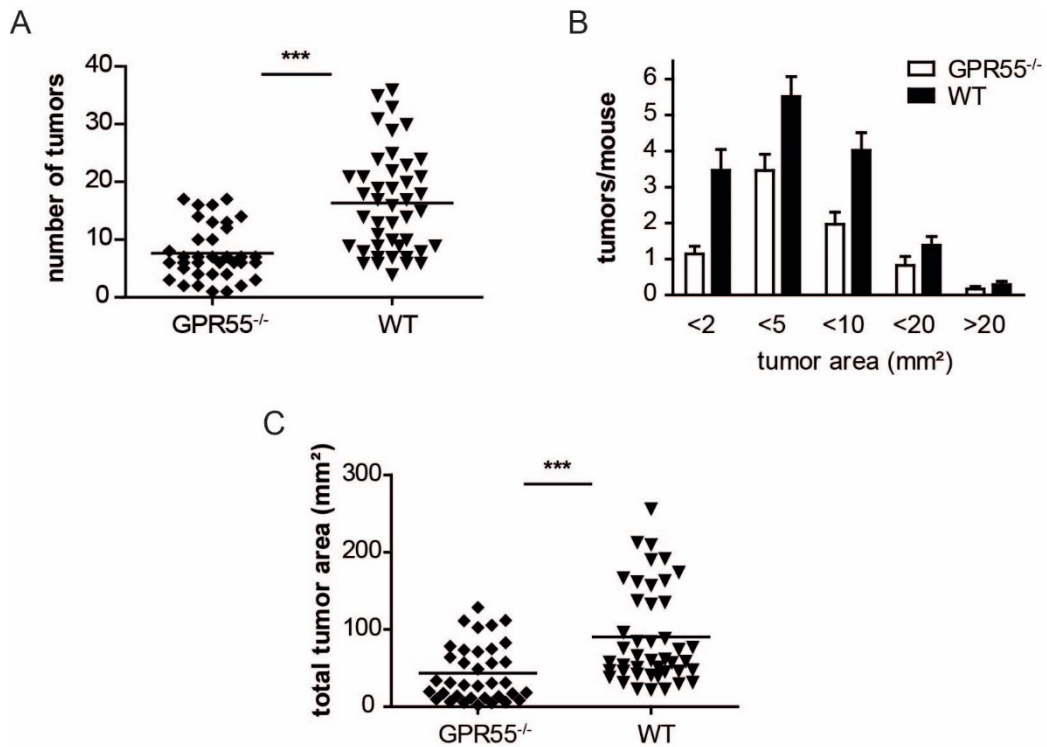 A
number of tumors
40
30
20
10
0
***
GPR55⁻/⁻
WT
B
tumors/mouse
6
5
4
3
2
1
0
GPR55⁻/⁻
WT
<2 <5 <10 <20 >20
tumor area (mm²)
C
total tumor area (mm²)
300
200
100
0
***
GPR55⁻/⁻
WT